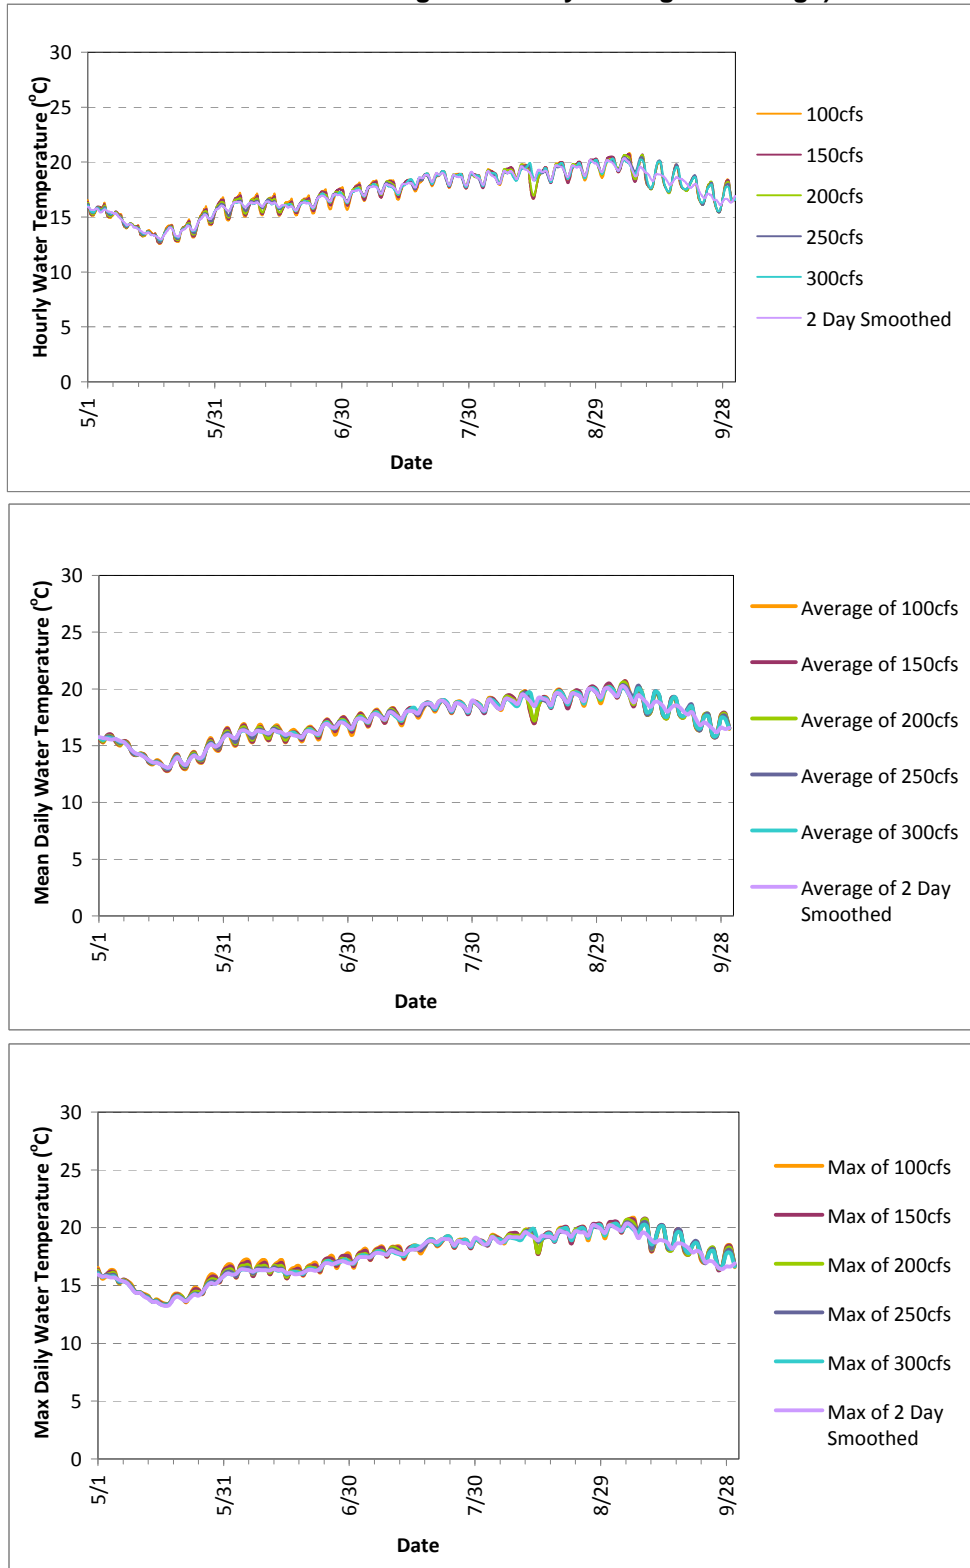 30
25
20
15
10
5
0
Hourly Water Temperature (°C)
5/1
5/31
6/30
7/30
8/29
9/28
Date
100cfs
150cfs
200cfs
250cfs
300cfs
2 Day Smoothed
30
25
20
15
10
5
0
Mean Daily Water Temperature (°C)
5/1
5/31
6/30
7/30
8/29
9/28
Date
Average of 100cfs
Average of 150cfs
Average of 200cfs
Average of 250cfs
Average of 300cfs
Average of 2 Day
Smoothed
30
25
20
15
10
5
0
Max Daily Water Temperature (°C)
5/1
5/31
6/30
7/30
8/29
9/28
Date
Max of 100cfs
Max of 150cfs
Max of 200cfs
Max of 250cfs
Max of 300cfs
Max of 2 Day
Smoothed